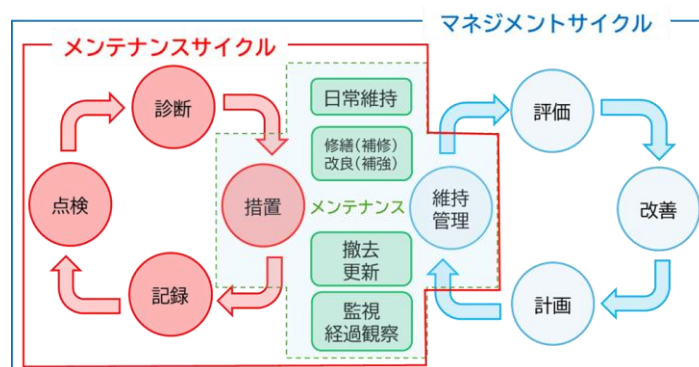 マネジメントサイクル
メンテナンスサイクル
診断
点検
措置
記録
日常維持
修繕(補修)
改良(補強)
メンテナンス
撤去
更新
監視
経過観察
維持
管理
評価
改善
計画